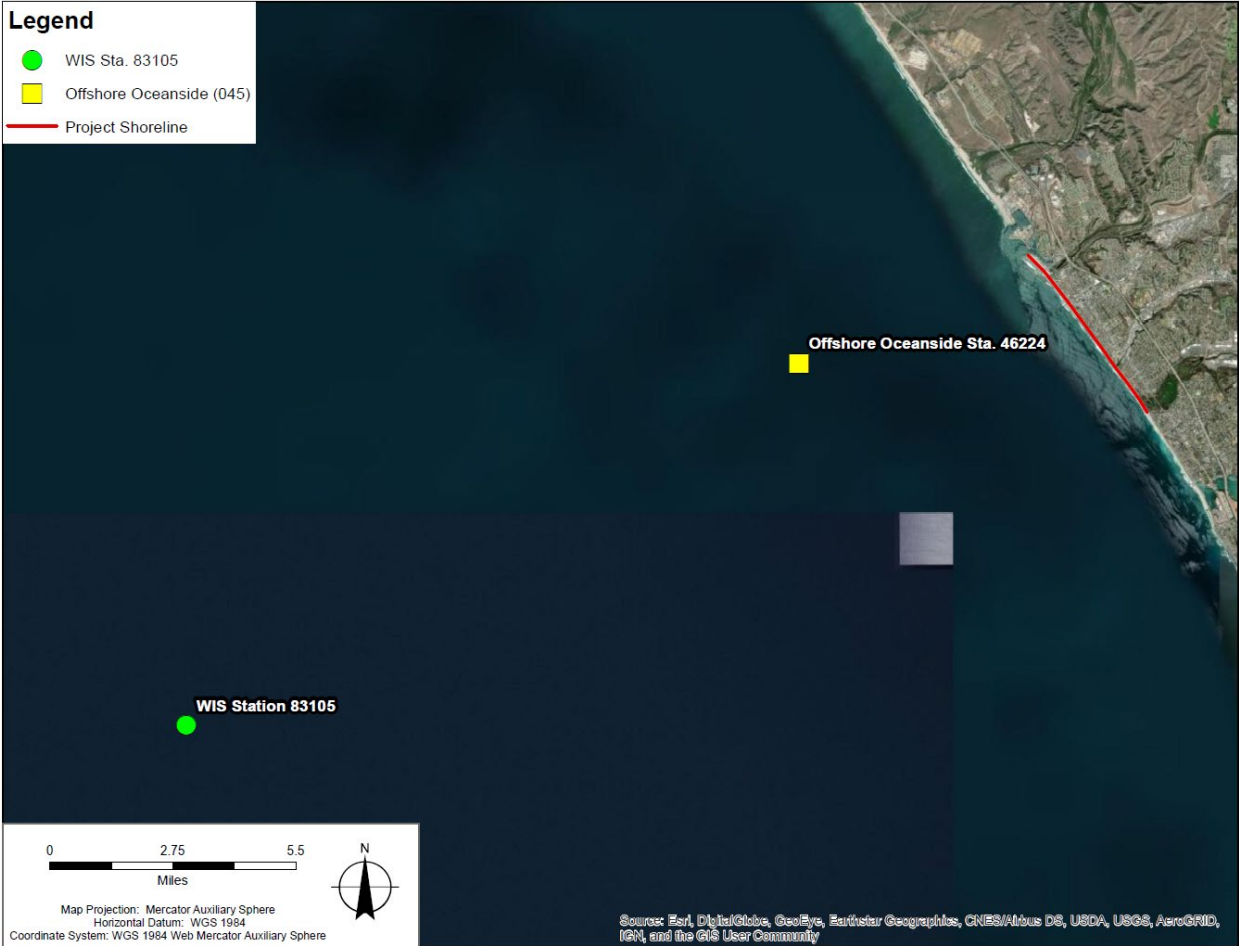 Legend
WIS Sta. 83105
Offshore Oceanside (045)
Project Shoreline
Offshore Oceanside Sta. 46224
WIS Station 83105
0 2.75 5.5
Miles
N
Map Projection: Mercator Auxiliary Sphere
Horizontal Datum: WGS 1984
Coordinate System: WGS 1984 Web Mercator Auxiliary Sphere
Source: Esri, DigitalGlobe, GeoEye, Earthstar Geographics, CNES/Airbus DS, USDA, USGS, AeroGRID,
IGN, and the GIS User Community